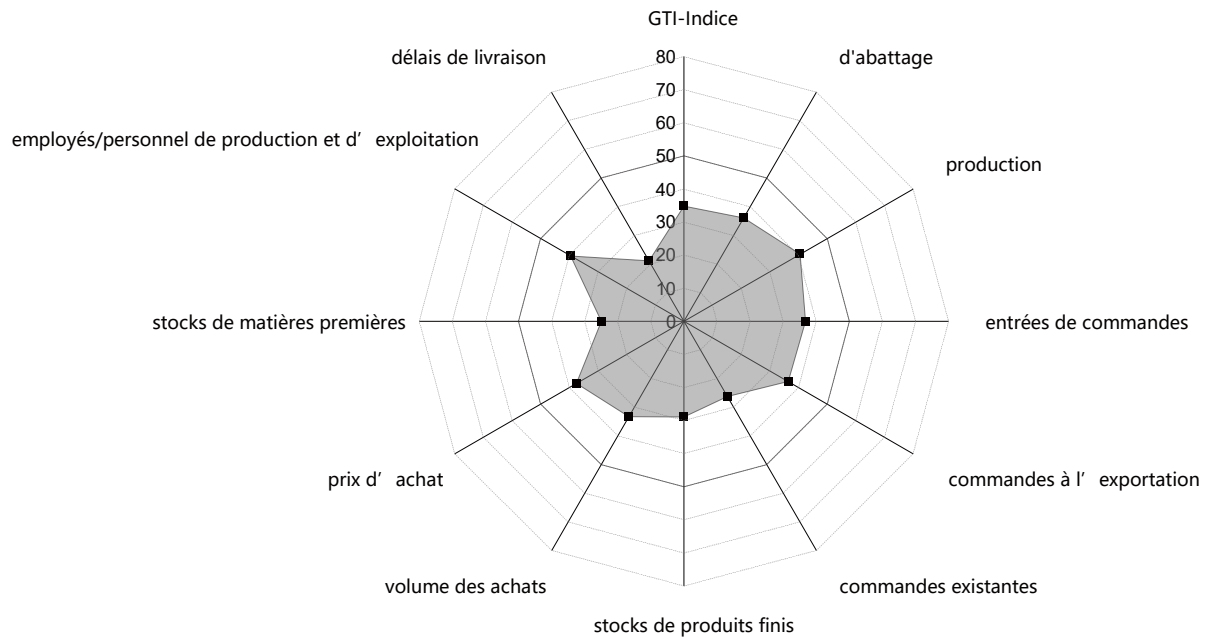 GTI-Indice
délais de livraison
d'abattage
80
70
60
50
40
30
20
10
0
employés/personnel de production et d’ exploitation
production
stocks de matières premières
entrées de commandes
prix d’ achat
commandes à l’ exportation
volume des achats
commandes existantes
stocks de produits finis